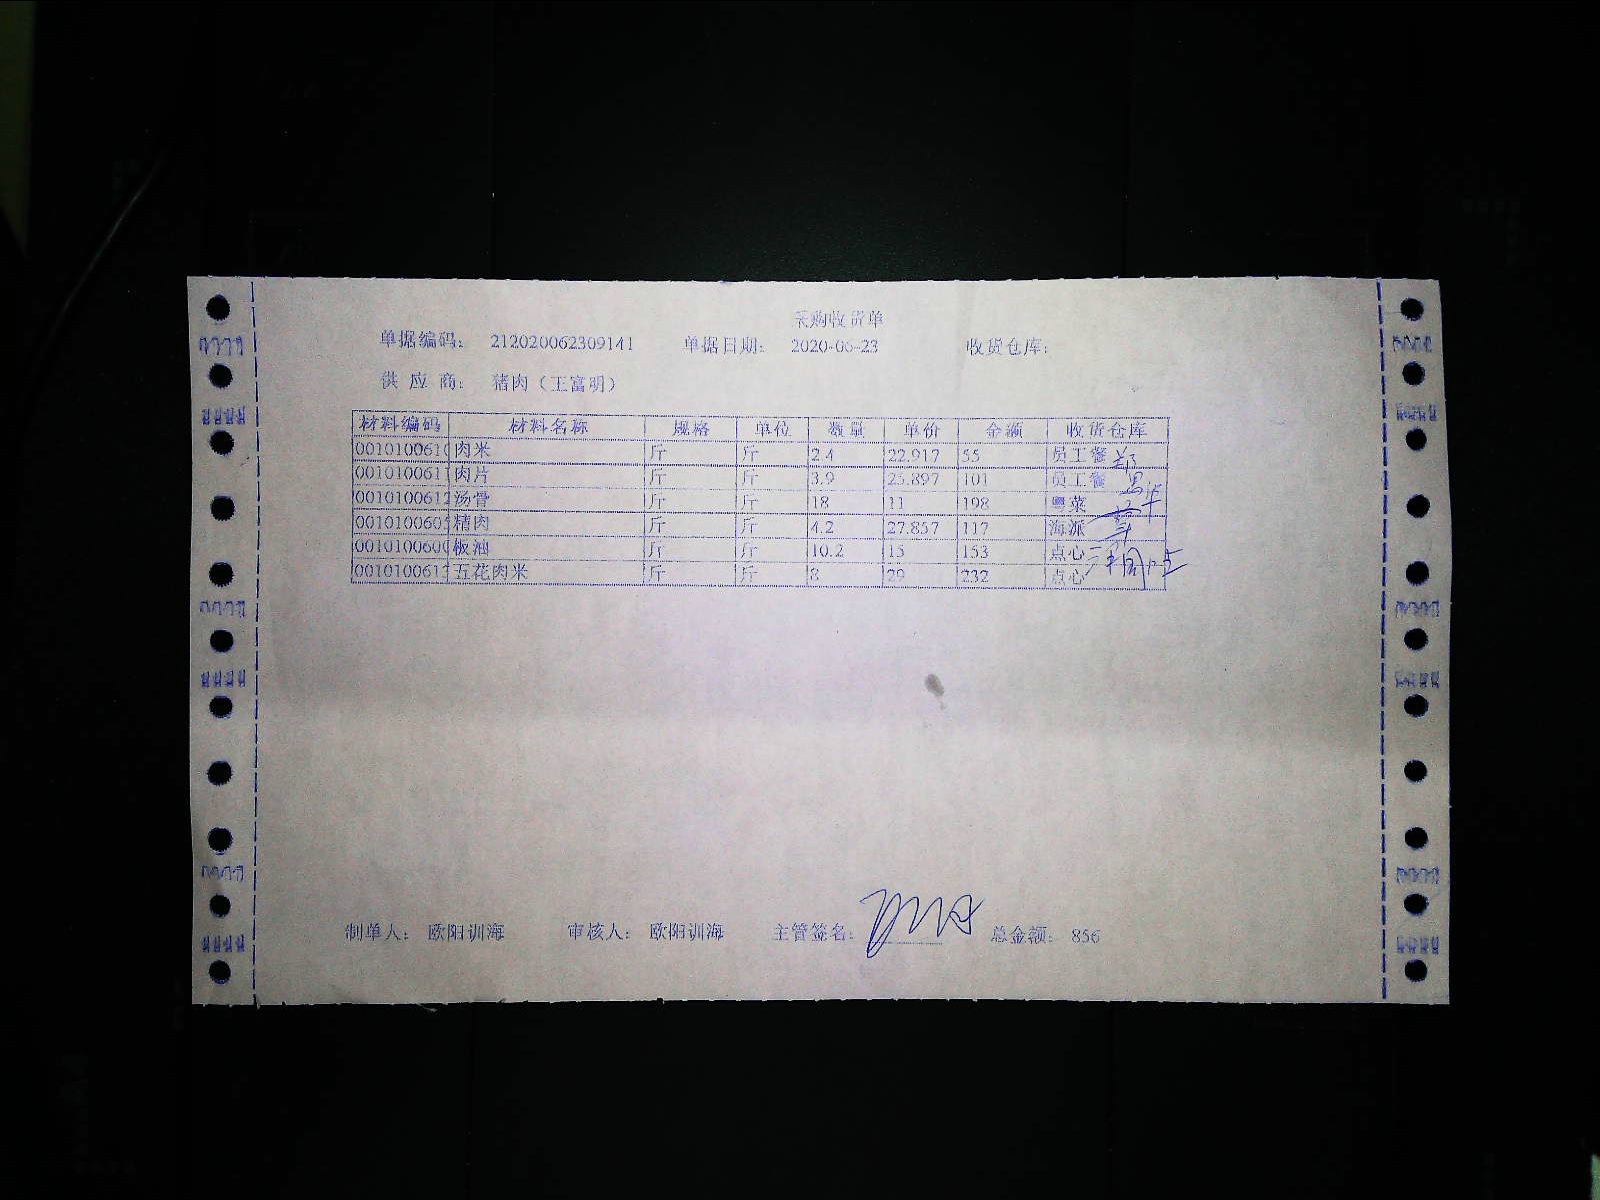 采购收货单
单据编码： 212020062309141 单据日期： 2020-06-23 收货仓库：
供 应 商： 猪肉（王富明）
材料编码 材料名称 规格 单位 数量 单价 金额 收货仓库
001010061 肉米 斤 斤 2.4 22.917 55 员工餐
001010061 肉片 斤 斤 3.9 25.897 101 员工餐
001010061 汤骨 斤 斤 18 11 198 粤菜
001010060 精肉 斤 斤 4.2 27.857 117 海派
001010060 板油 斤 斤 10.2 15 153 点心
001010061 五花肉米 斤 斤 8 29 232 点心
制单人： 欧阳训海 审核人： 欧阳训海 主管签名： 总金额： 856